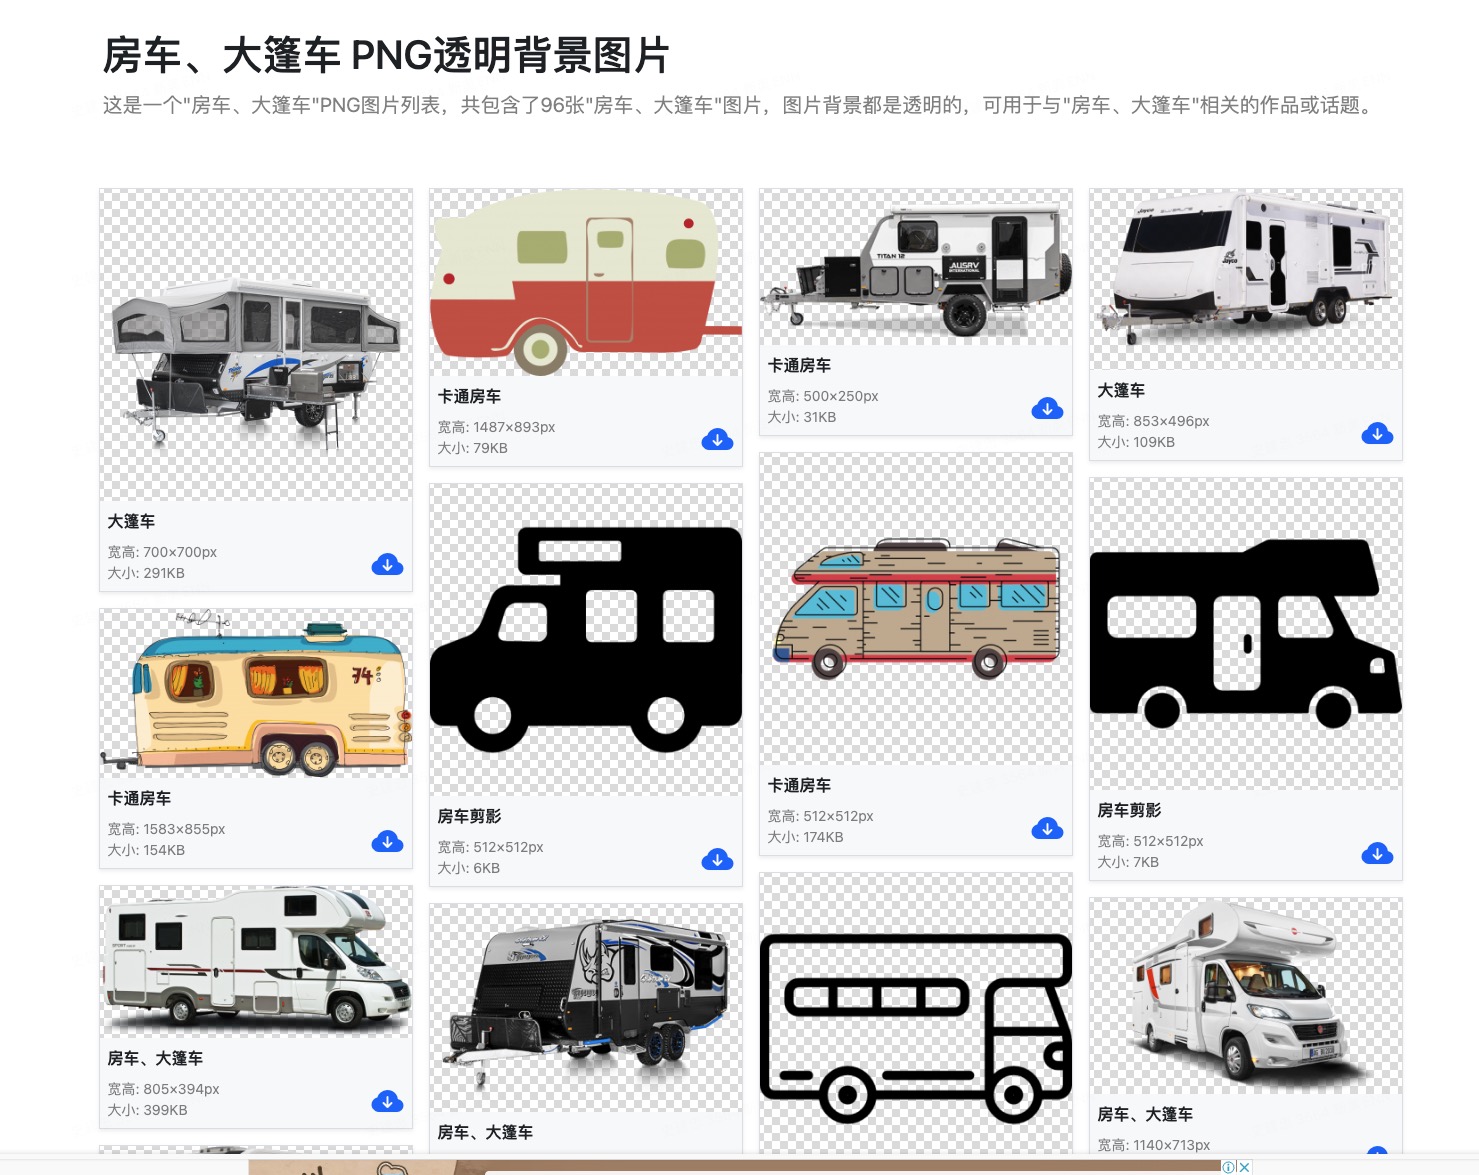 房车、大篷车 PNG透明背景图片
这是一个"房车、大篷车"PNG图片列表，共包含了96张"房车、大篷车"图片，图片背景都是透明的，可用于与"房车、大篷车"相关的作品或话题。
大篷车
宽高: 700×700px
大小: 291KB
74
卡通房车
宽高: 1583×855px
大小: 154KB
房车、大篷车
宽高: 805×394px
大小: 399KB
卡通房车
宽高: 1487×893px
大小: 79KB
房车剪影
宽高: 512×512px
大小: 6KB
房车、大篷车
TITAN 12
AUSRV
INTERNATIONAL
卡通房车
宽高: 500×250px
大小: 31KB
卡通房车
宽高: 512×512px
大小: 174KB
Jayco
Jayco
大篷车
宽高: 853×496px
大小: 109KB
房车剪影
宽高: 512×512px
大小: 7KB
房车、大篷车
宽高: 1140×713px